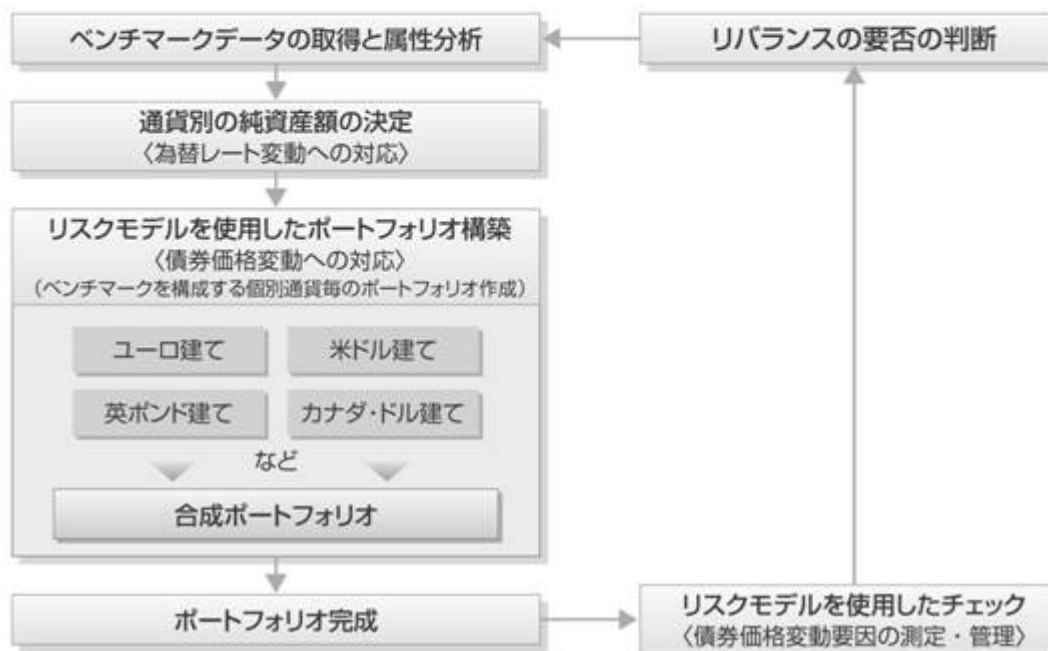 ベンチマークデータの取得と属性分析
リバランスの要否の判断
通貨別の純資産額の決定
〈為替レート変動への対応〉
リスクモデルを使用したポートフォリオ構築
〈債券価格変動への対応〉
（ベンチマークを構成する個別通貨毎のポートフォリオ作成）
ユーロ建て
米ドル建て
英ポンド建て
カナダ・ドル建て
など
合成ポートフォリオ
ポートフォリオ完成
リスクモデルを使用したチェック
〈債券価格変動要因の測定・管理〉